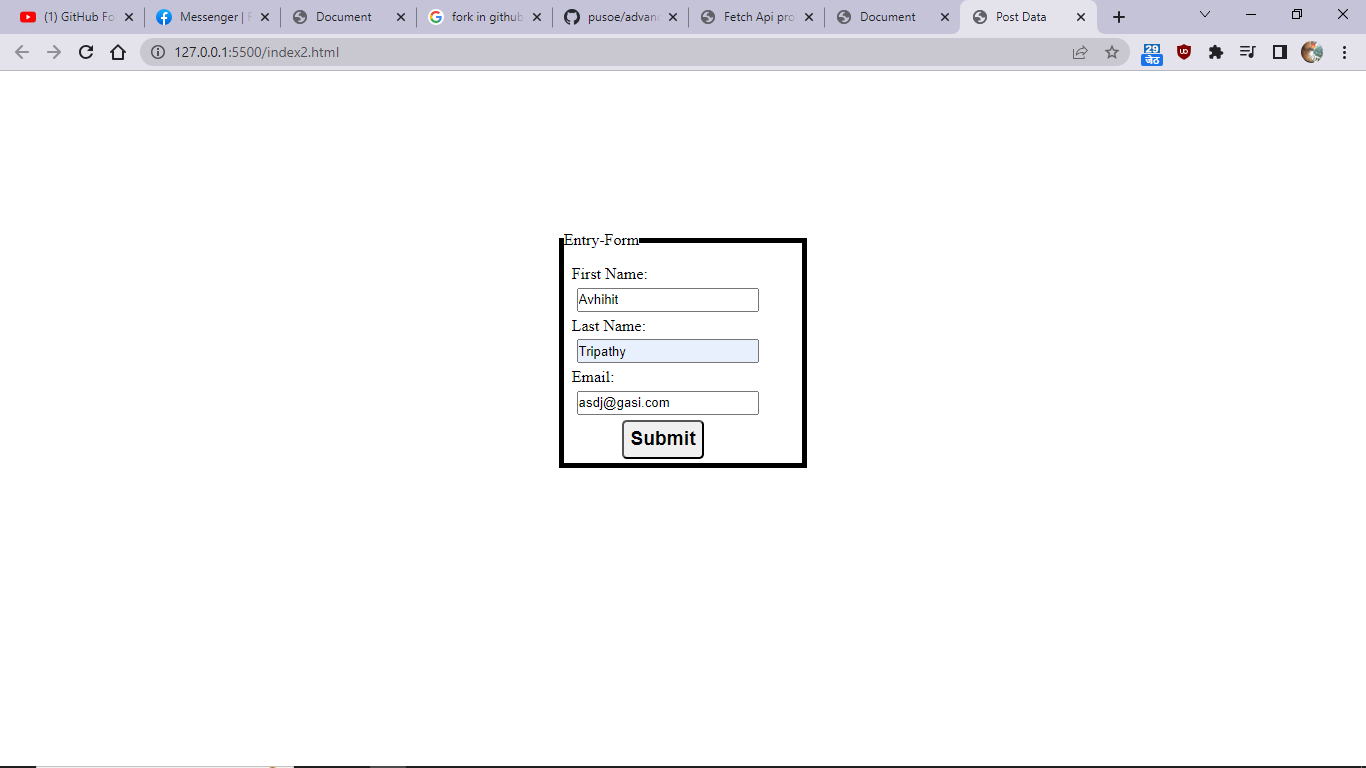 (1) GitHub Fo
Messenger | F
Document
fork in github
pusoe/advan
Fetch Api pro
Document
Post Data
127.0.0.1:5500/index2.html
29
चेठ
Entry-Form
First Name:
Avhihit
Last Name:
Tripathy
Email:
asdj@gasi.com
Submit